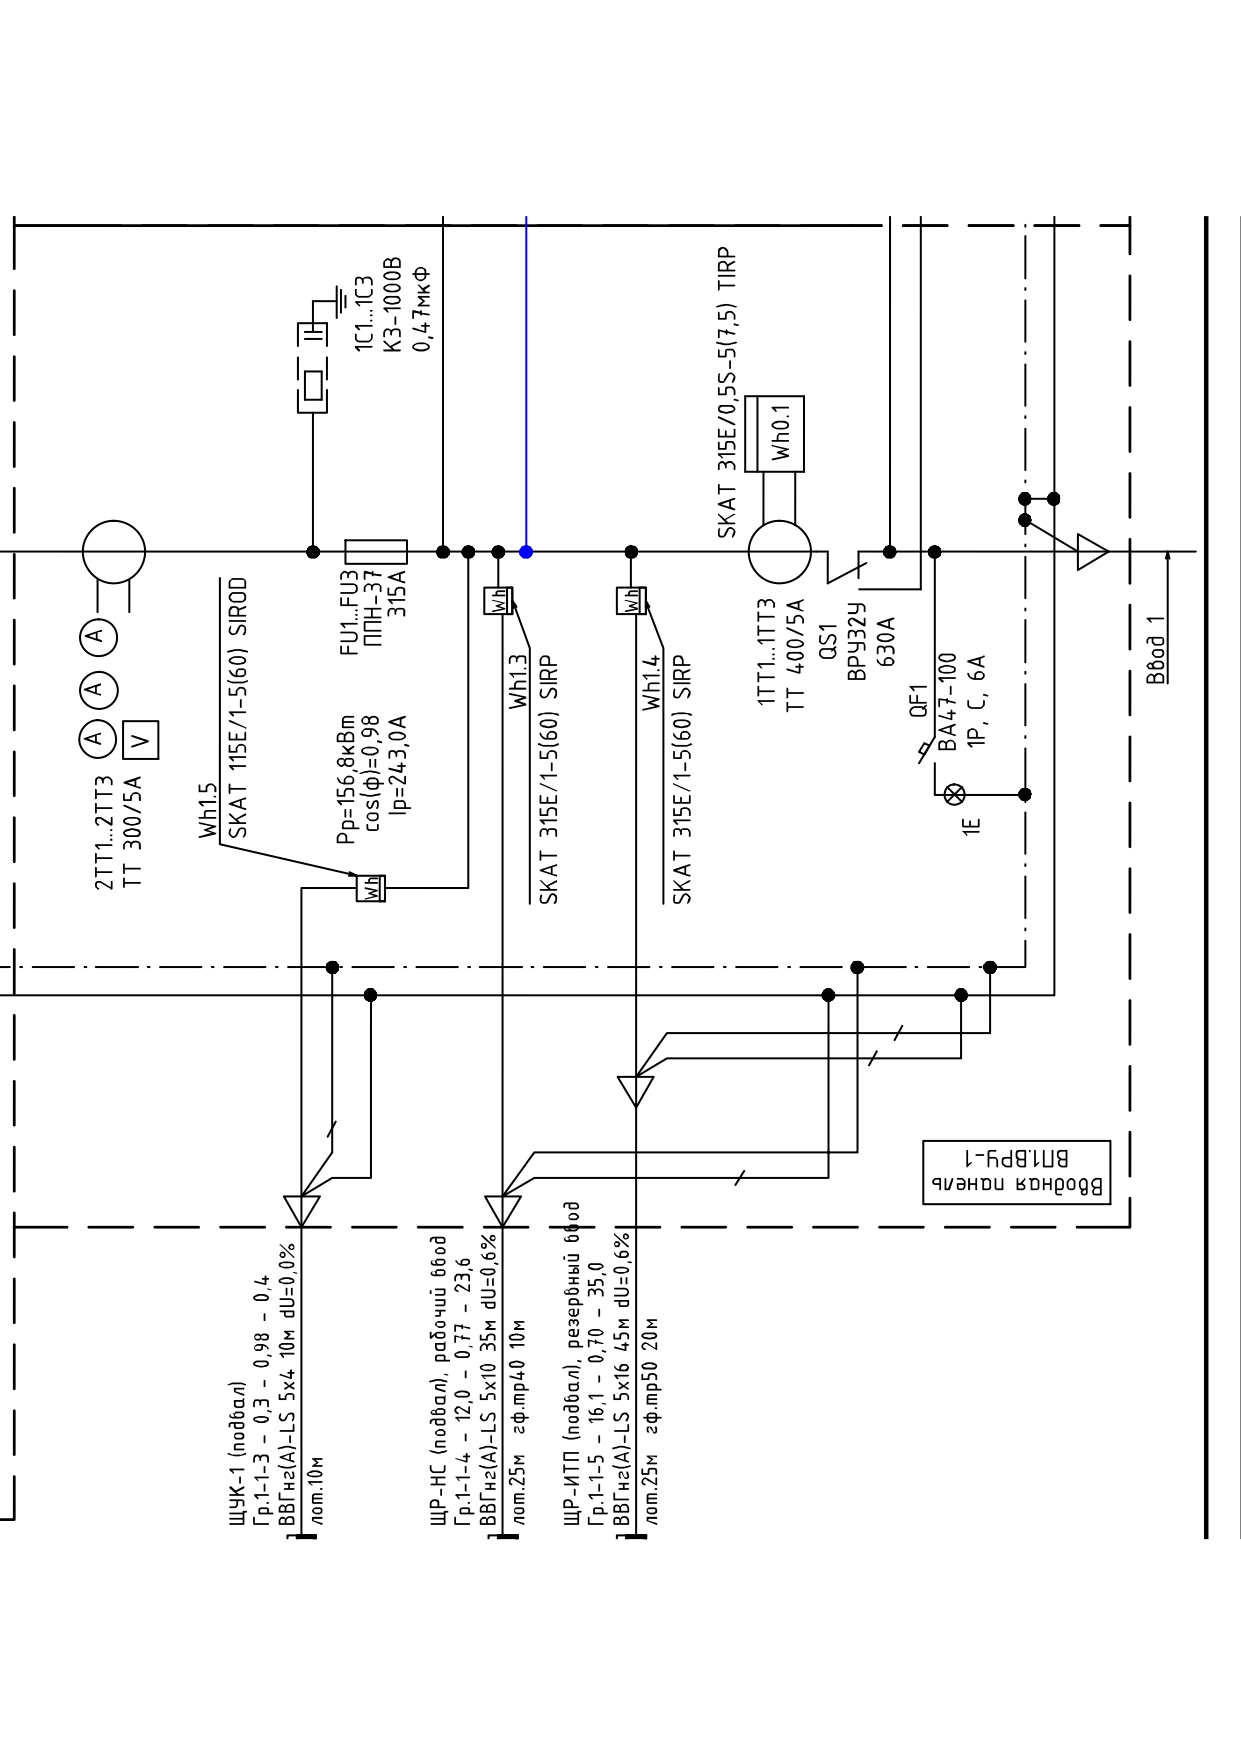 1С1...1С3
К3-1000В
0,47мкФ
SKAT 315E/0,5S-5(7,5) TIRP
Wh0.1
A
A
A
V
2ТТ1...2ТТ3
ТТ 300/5А
Wh1.5
SKAT 115E/1-5(60) SIROD
FU1...FU3
ППН-37
315А
Рр=156,8кВт
cos(ф)=0,98
Iр=243,0А
Wh
Wh
Wh1.3
SKAT 315E/1-5(60) SIRP
Wh
Wh1.4
SKAT 315E/1-5(60) SIRP
1ТТ1...1ТТ3
ТТ 400/5А
QS1
ВРУ32У
630А
QF1
ВА47-100
1Р, С, 6А
1Е
Ввод 1
Вводная панель
ВП1.ВРУ-1
ЩУК-1 (подвал)
Гр.1-1-3 - 0,3 - 0,98 - 0,4
ВВГнг(А)-LS 5х4 10м dU=0,0%
лот.10м
ЩР-НС (подвал), рабочий ввод
Гр.1-1-4 - 12,0 - 0,77 - 23,6
ВВГнг(А)-LS 5х10 35м dU=0,6%
лот.25м гф.тр40 10м
ЩР-ИТП (подвал), резервный ввод
Гр.1-1-5 - 16,1 - 0,70 - 35,0
ВВГнг(А)-LS 5х16 45м dU=0,6%
лот.25м гф.тр50 20м